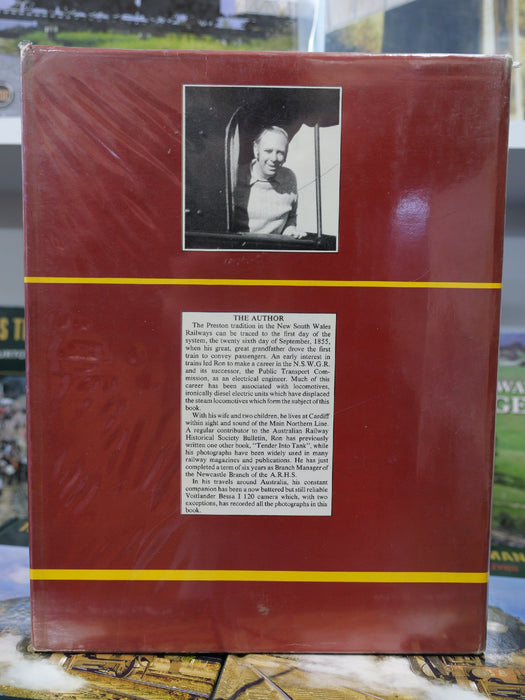 THE AUTHOR
The Preston tradition in the New South Wales
Railways can be traced to the first day of the
system, the twenty sixth day of September, 1855,
when his great, great grandfather drove the first
train to convey passengers. An early interest in
trains led Ron to make a career in the N.S.W.G.R.
and its successor, the Public Transport Com-
mission, as an electrical engineer. Much of this
career has been associated with locomotives,
ironically diesel electric units which have displaced
the steam locomotives which form the subject of this
book.
With his wife and two children, he lives at Cardiff
within sight and sound of the Main Northern Line.
A regular contributor to the Australian Railway
Historical Society Bulletin, Ron has previously
written one other book, "Tender Into Tank", while
his photographs have been widely used in many
railway magazines and publications. He has just
completed a term of six years as Branch Manager of
the Newcastle Branch of the A.R.H.S.
In his travels around Australia, his constant
companion has been a now battered but still reliable
Voitlander Bessa I 120 camera which, with two
exceptions, has recorded all the photographs in this
book.